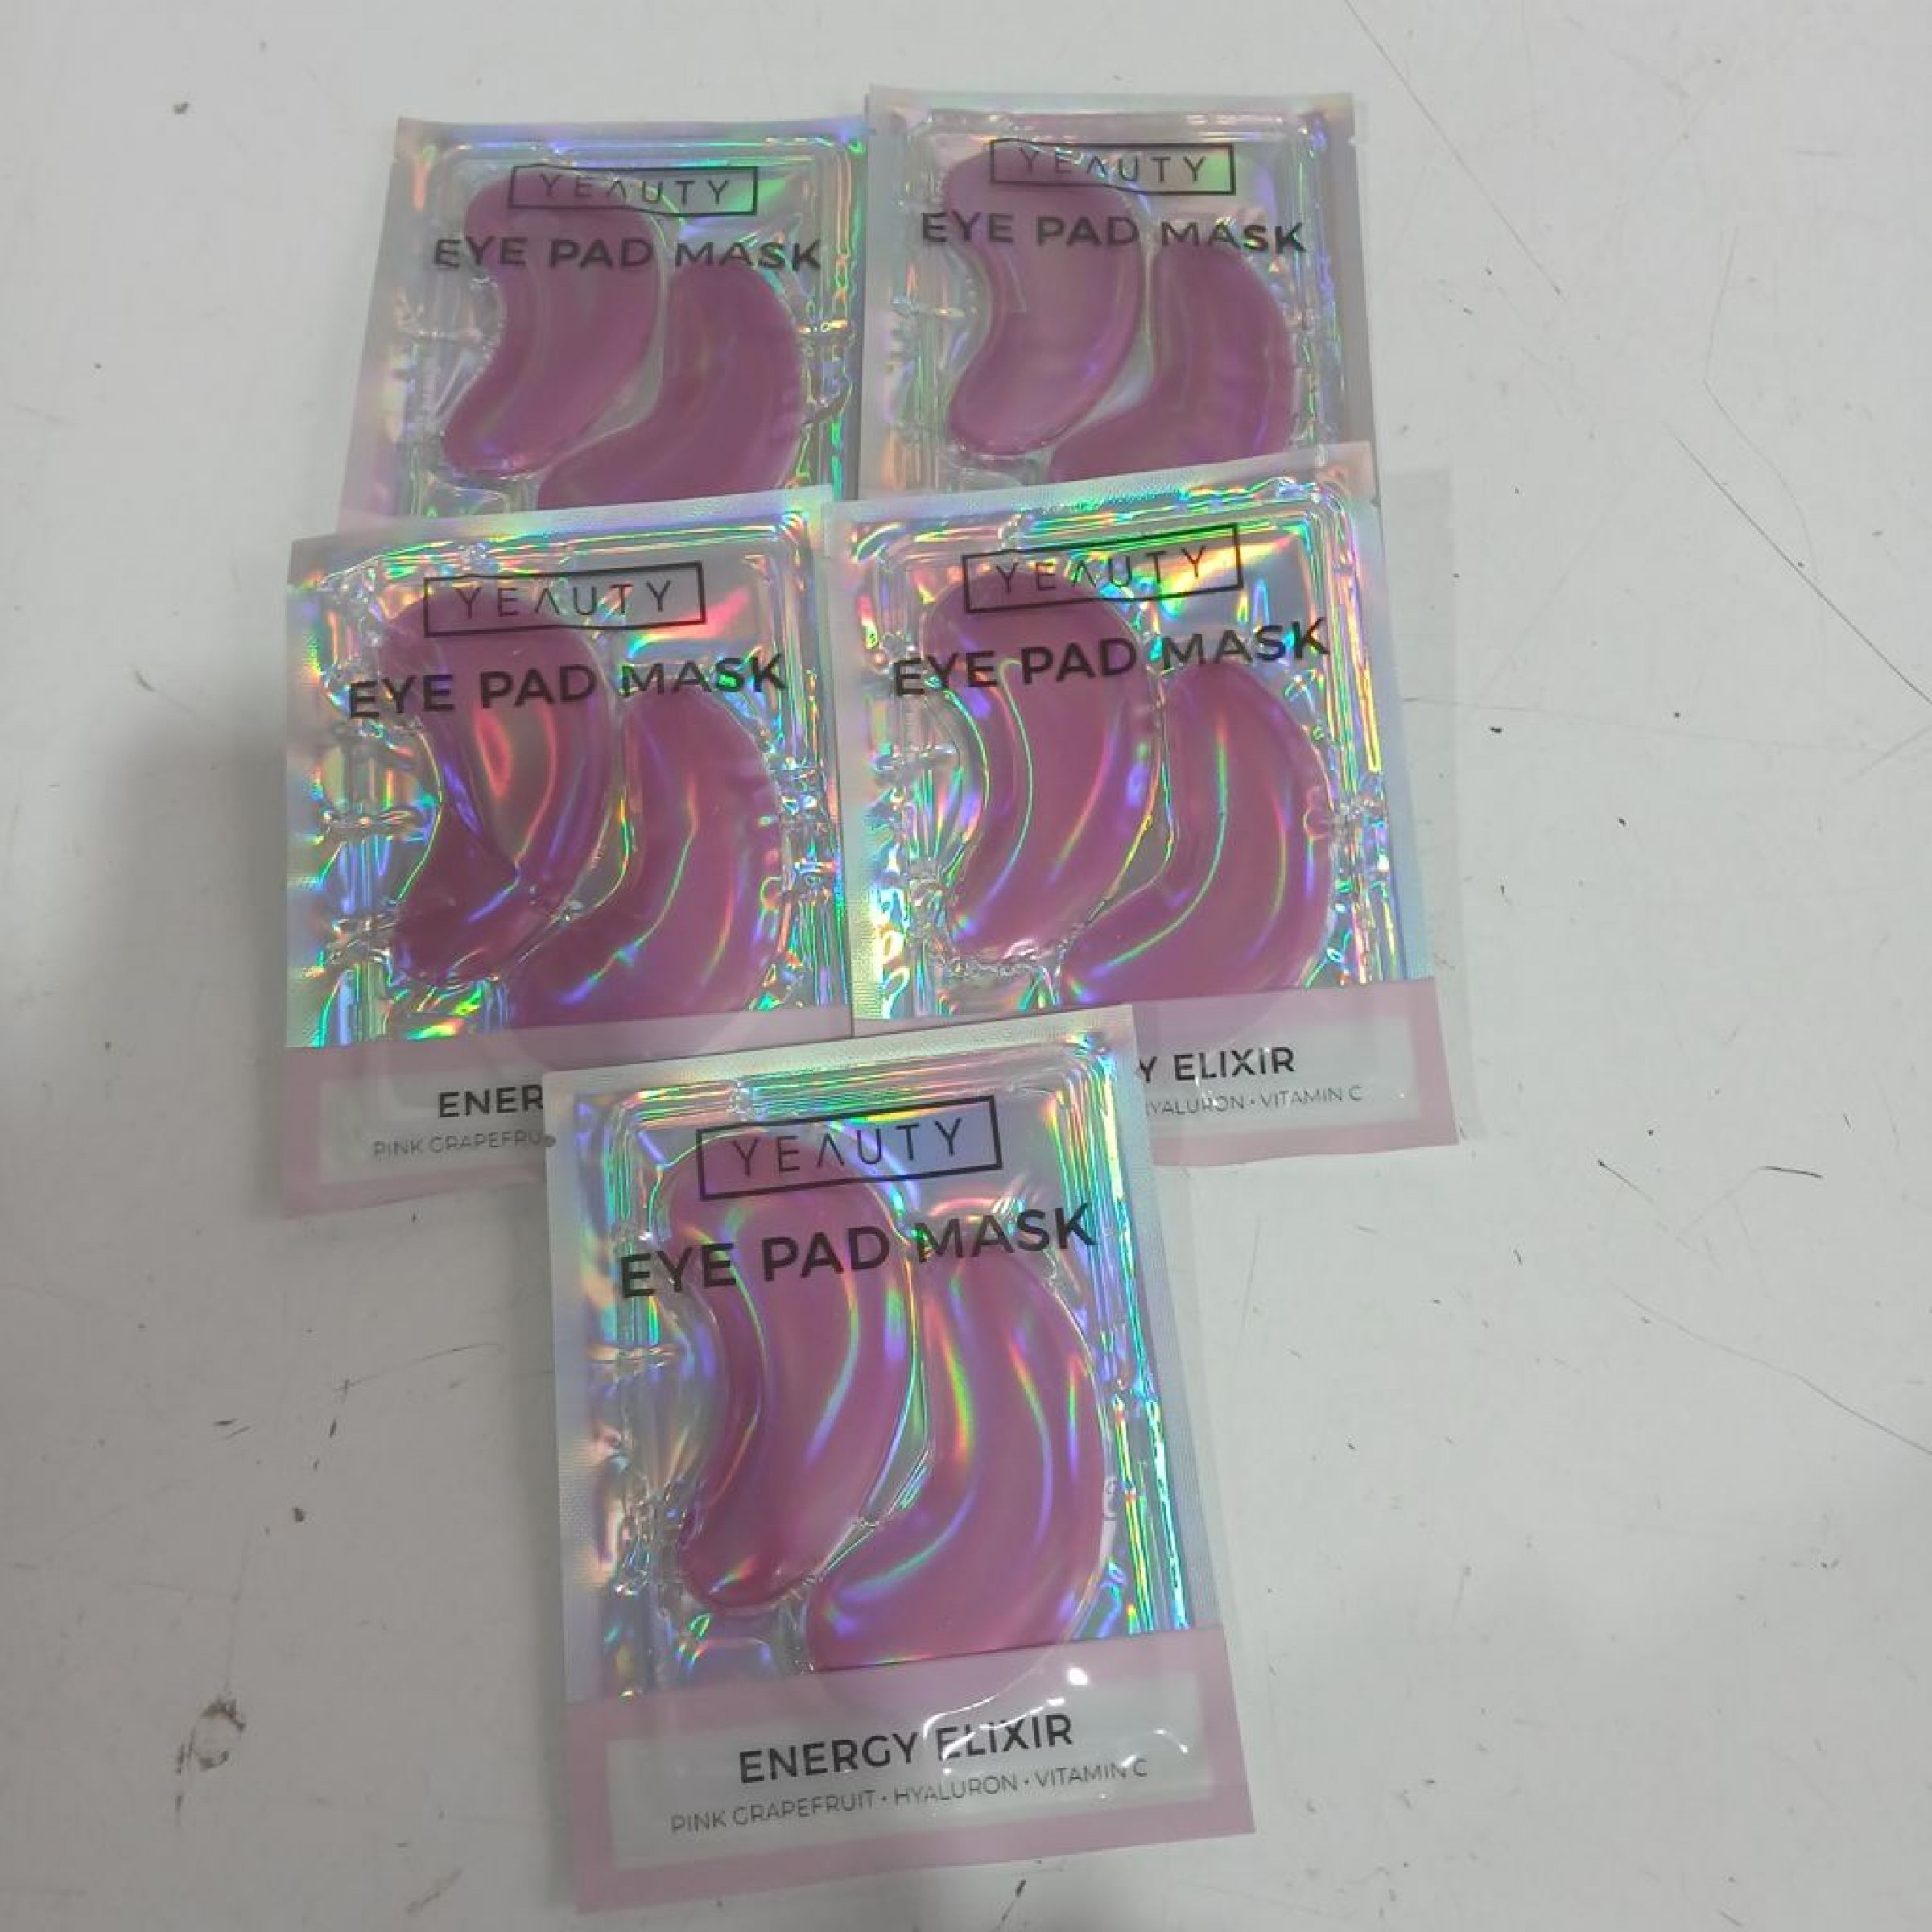 YEAUTY
EYE PAD MASK
YEAUTY
EYE PAD MASK
YEAUTY
EYE PAD MASK
ENER
PINK GRAPEFRU
YEAUTY
EYE PAD MASK
Y ELIXIR
YALURON • VITAMIN C
YEAUTY
EYE PAD MASK
ENERGY ELIXIR
PINK GRAPEFRUIT • HYALURON • VITAMIN C